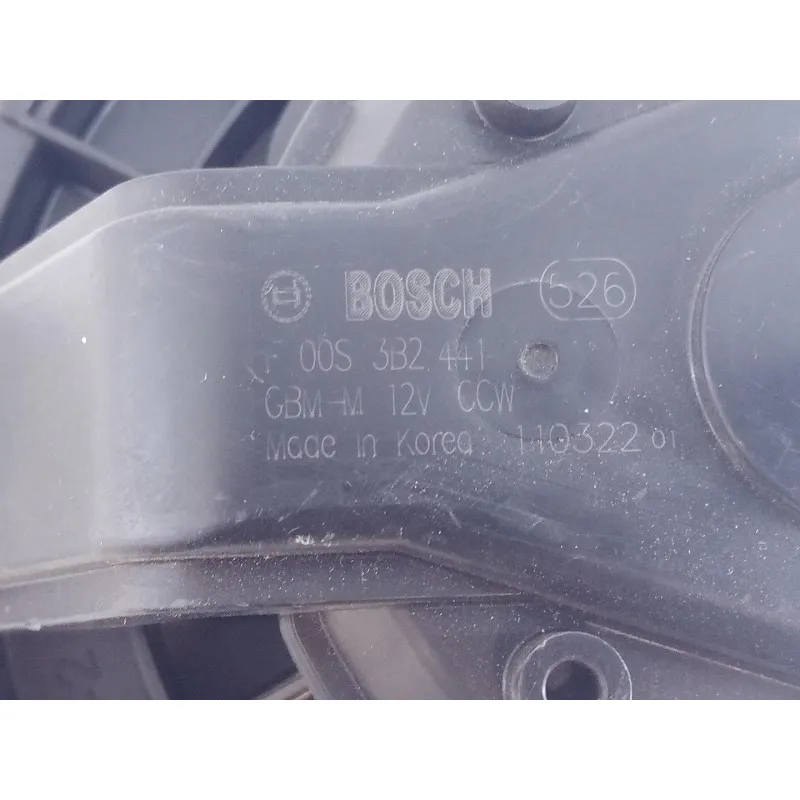 BOSCH 526
F 00S 3B2 441
GBM-M 12V CCW
Made in Korea 110322 01